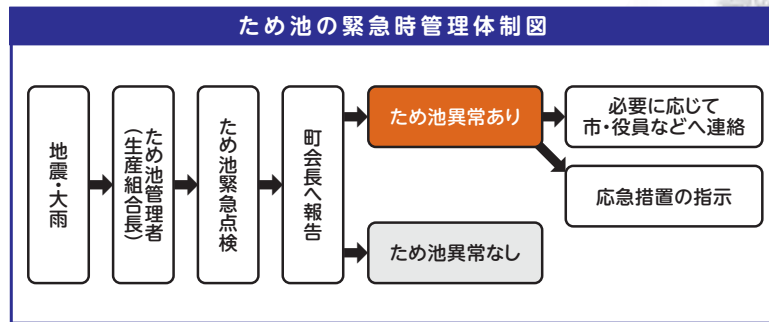 ため池の緊急時管理体制図
地震・大雨
ため池管理者
（生産組合長）
ため池緊急点検
町会長へ報告
ため池異常あり
必要に応じて
市・役員などへ連絡
応急措置の指示
ため池異常なし